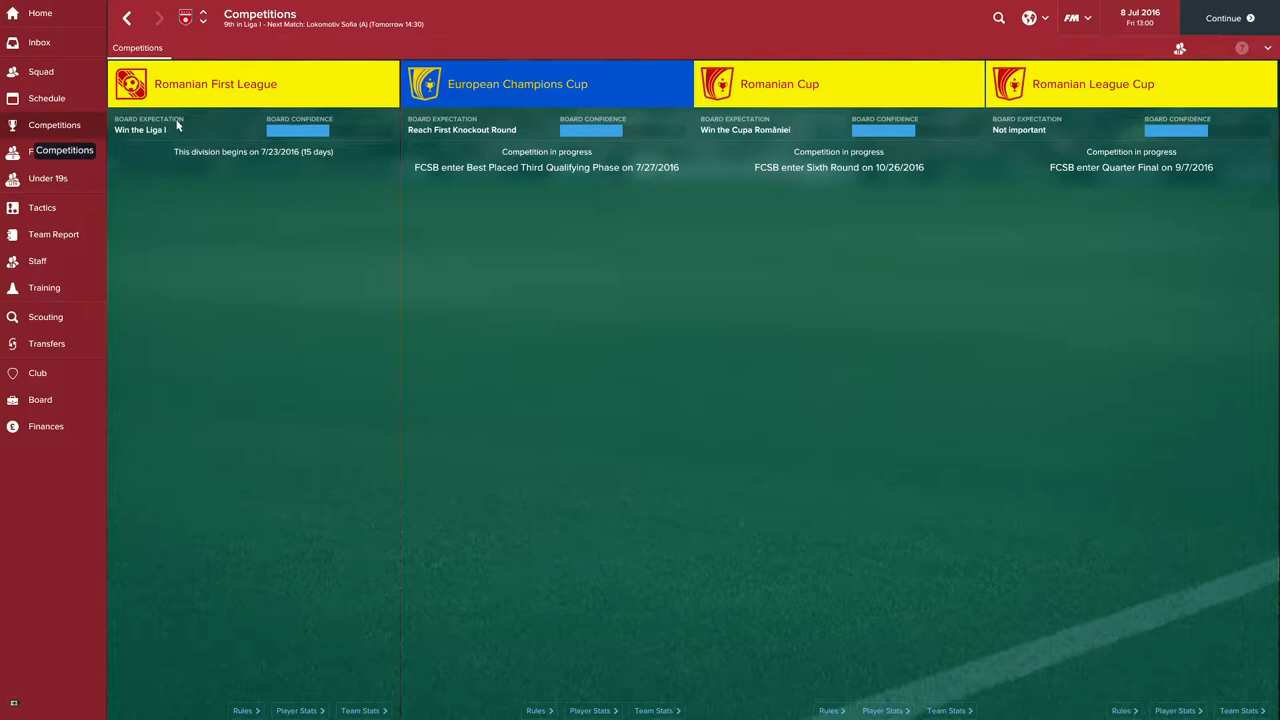 Home
Inbox
Squad
Schedule
Competitions
F
Competitions
Under 19s
Tactics
Team Report
Staff
Training
Scouting
Transfers
Club
Board
Finances
Competitions
9th in Liga I - Next Match: Lokomotiv Sofia (A) (Tomorrow 14:30)
FM
8 Jul 2016
Fri 13:00
Continue
Competitions
?
Romanian First League
BOARD EXPECTATION
BOARD CONFIDENCE
Win the Liga I
This division begins on 7/23/2016 (15 days)
Rules
Player Stats
Team Stats
European Champions Cup
BOARD EXPECTATION
BOARD CONFIDENCE
Reach First Knockout Round
Competition in progress
FCSB enter Best Placed Third Qualifying Phase on 7/27/2016
Rules
Player Stats
Team Stats
Romanian Cup
BOARD EXPECTATION
BOARD CONFIDENCE
Win the Cupa României
Competition in progress
FCSB enter Sixth Round on 10/26/2016
Rules
Player Stats
Team Stats
Romanian League Cup
BOARD EXPECTATION
BOARD CONFIDENCE
Not important
Competition in progress
FCSB enter Quarter Final on 9/7/2016
Rules
Player Stats
Team Stats